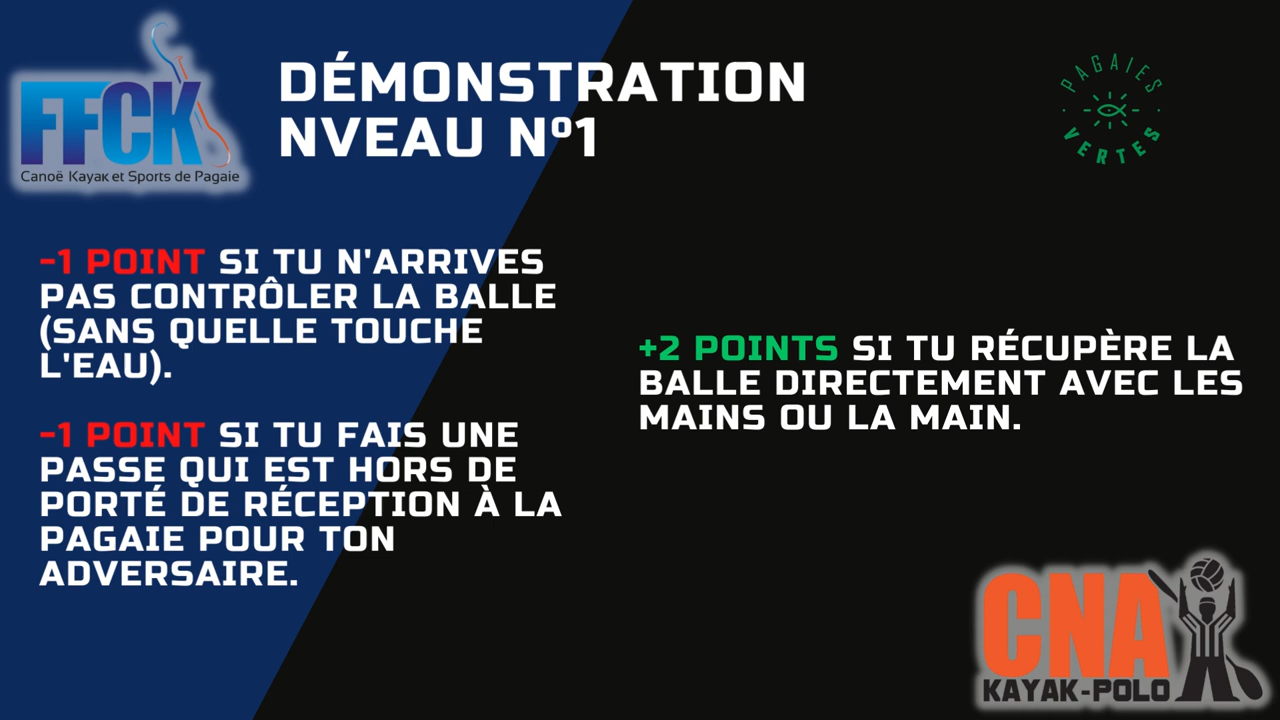 FFCK
Canoë Kayak et Sports de Pagaie
DÉMONSTRATION
NVEAU Nº1
PAGAIES
VERTES
-1 POINT SI TU N'ARRIVES
PAS CONTRÔLER LA BALLE
(SANS QUELLE TOUCHE
L'EAU).
-1 POINT SI TU FAIS UNE
PASSE QUI EST HORS DE
PORTÉ DE RÉCEPTION À LA
PAGAIE POUR TON
ADVERSAIRE.
+2 POINTS SI TU RÉCUPÈRE LA
BALLE DIRECTEMENT AVEC LES
MAINS OU LA MAIN.
CNA
KAYAK-POLO